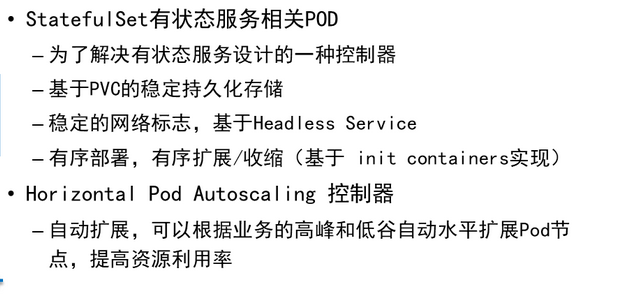 • StatefulSet有状态服务相关POD
– 为了解决有状态服务设计的一种控制器
– 基于PVC的稳定持久化存储
– 稳定的网络标志，基于Headless Service
– 有序部署，有序扩展/收缩（基于 init containers实现）
• Horizontal Pod Autoscaling 控制器
– 自动扩展，可以根据业务的高峰和低谷自动水平扩展Pod节
点，提高资源利用率